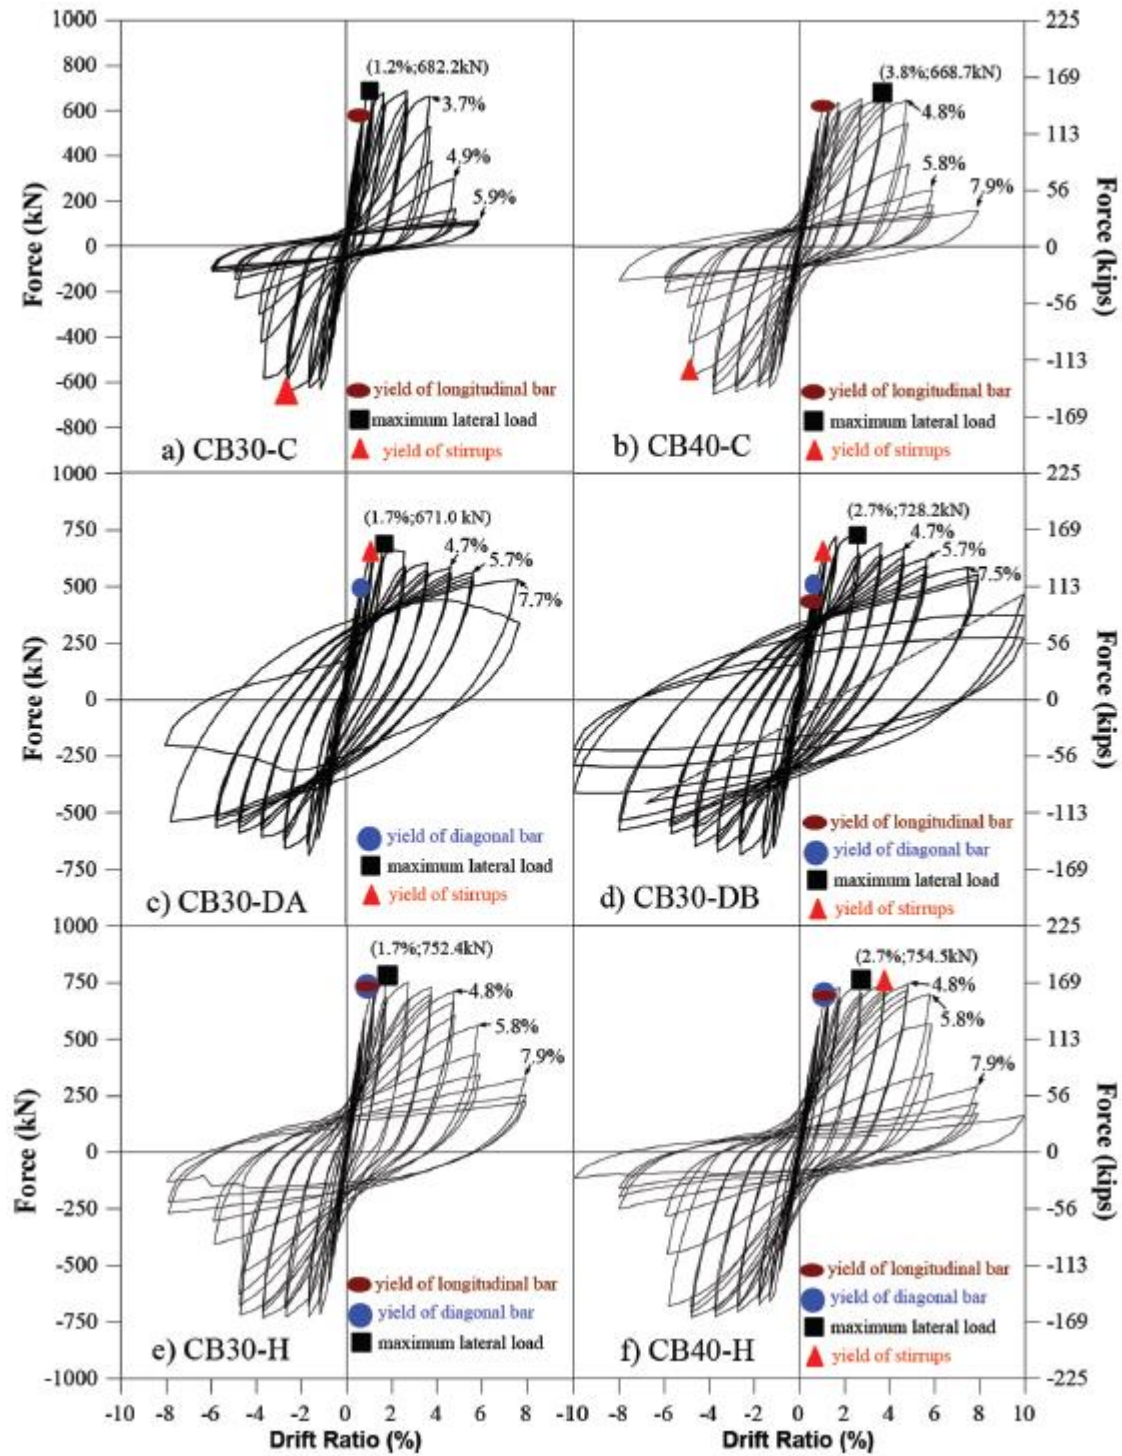 1000
800
600
400
200
0
-200
-400
-600
-800
Force (kN)
(1.2%;682.2kN)
3.7%
4.9%
5.9%
yield of longitudinal bar
maximum lateral load
yield of stirrups
a) CB30-C
225
169
113
56
0
-56
-113
-169
Force (kips)
(3.8%;668.7kN)
4.8%
5.8%
7.9%
yield of longitudinal bar
maximum lateral load
yield of stirrups
b) CB40-C
1000
750
500
250
0
-250
-500
-750
Force (kN)
(1.7%;671.0 kN)
4.7%
5.7%
7.7%
yield of diagonal bar
maximum lateral load
yield of stirrups
c) CB30-DA
225
169
113
56
0
-56
-113
-169
Force (kips)
(2.7%;728.2kN)
4.7%
5.7%
7.5%
yield of longitudinal bar
yield of diagonal bar
maximum lateral load
yield of stirrups
d) CB30-DB
1000
750
500
250
0
-250
-500
-750
-1000
Force (kN)
(1.7%;752.4kN)
4.8%
5.8%
7.9%
yield of longitudinal bar
yield of diagonal bar
maximum lateral load
e) CB30-H
-10 -8 -6 -4 -2 0 2 4 6 8
Drift Ratio (%)
225
169
113
56
0
-56
-113
-169
-225
Force (kips)
(2.7%;754.5kN)
4.8%
5.8%
7.9%
yield of longitudinal bar
yield of diagonal bar
maximum lateral load
yield of stirrups
f) CB40-H
-10 -8 -6 -4 -2 0 2 4 6 8 10
Drift Ratio (%)